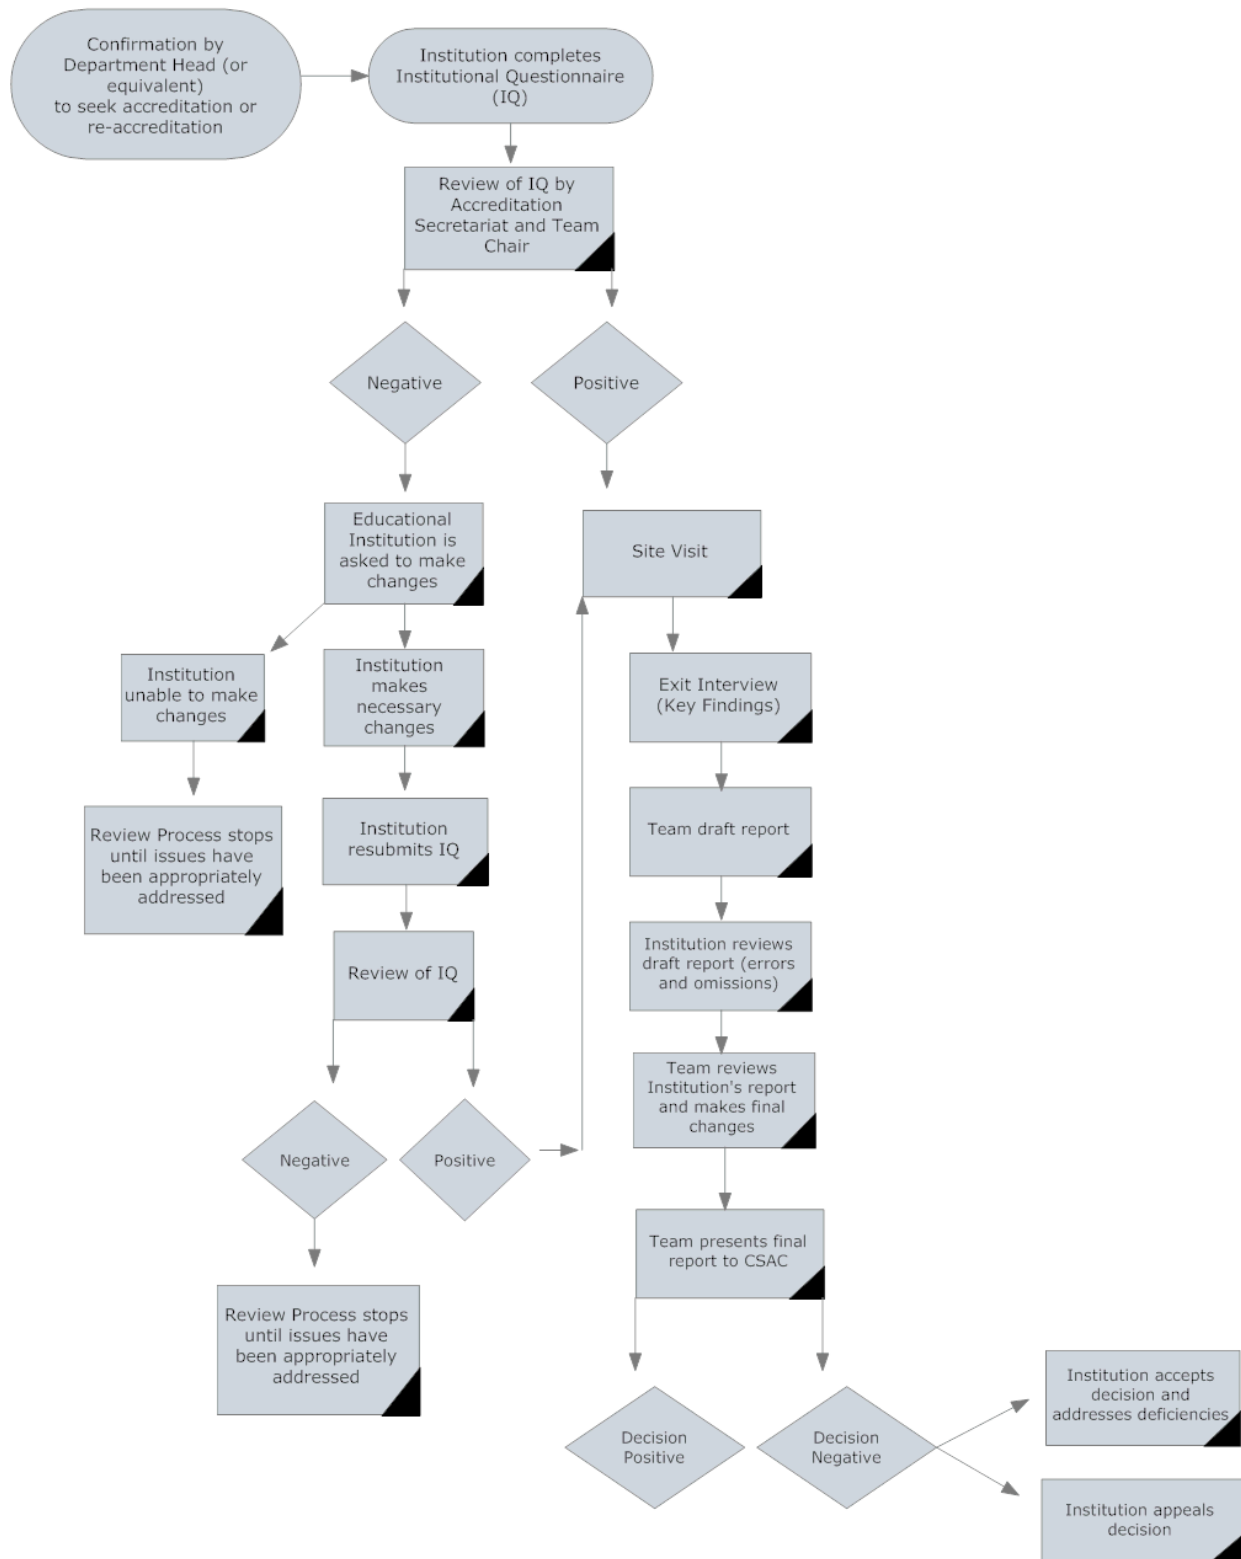 Confirmation by
Department Head (or
equivalent)
to seek accreditation or
re-accreditation
Institution completes
Institutional Questionnaire
(IQ)
Review of IQ by
Accreditation
Secretariat and Team
Chair
Negative
Positive
Educational
Institution is
asked to make
changes
Site Visit
Institution
unable to make
changes
Institution
makes
necessary
changes
Exit Interview
(Key Findings)
Review Process stops
until issues have
been appropriately
addressed
Institution
resubmits IQ
Team draft report
Review of IQ
Institution reviews
draft report (errors
and omissions)
Team reviews
Institution's report
and makes final
changes
Negative
Positive
Team presents final
report to CSAC
Review Process stops
until issues have
been appropriately
addressed
Decision
Positive
Decision
Negative
Institution accepts
decision and
addresses deficiencies
Institution appeals
decision